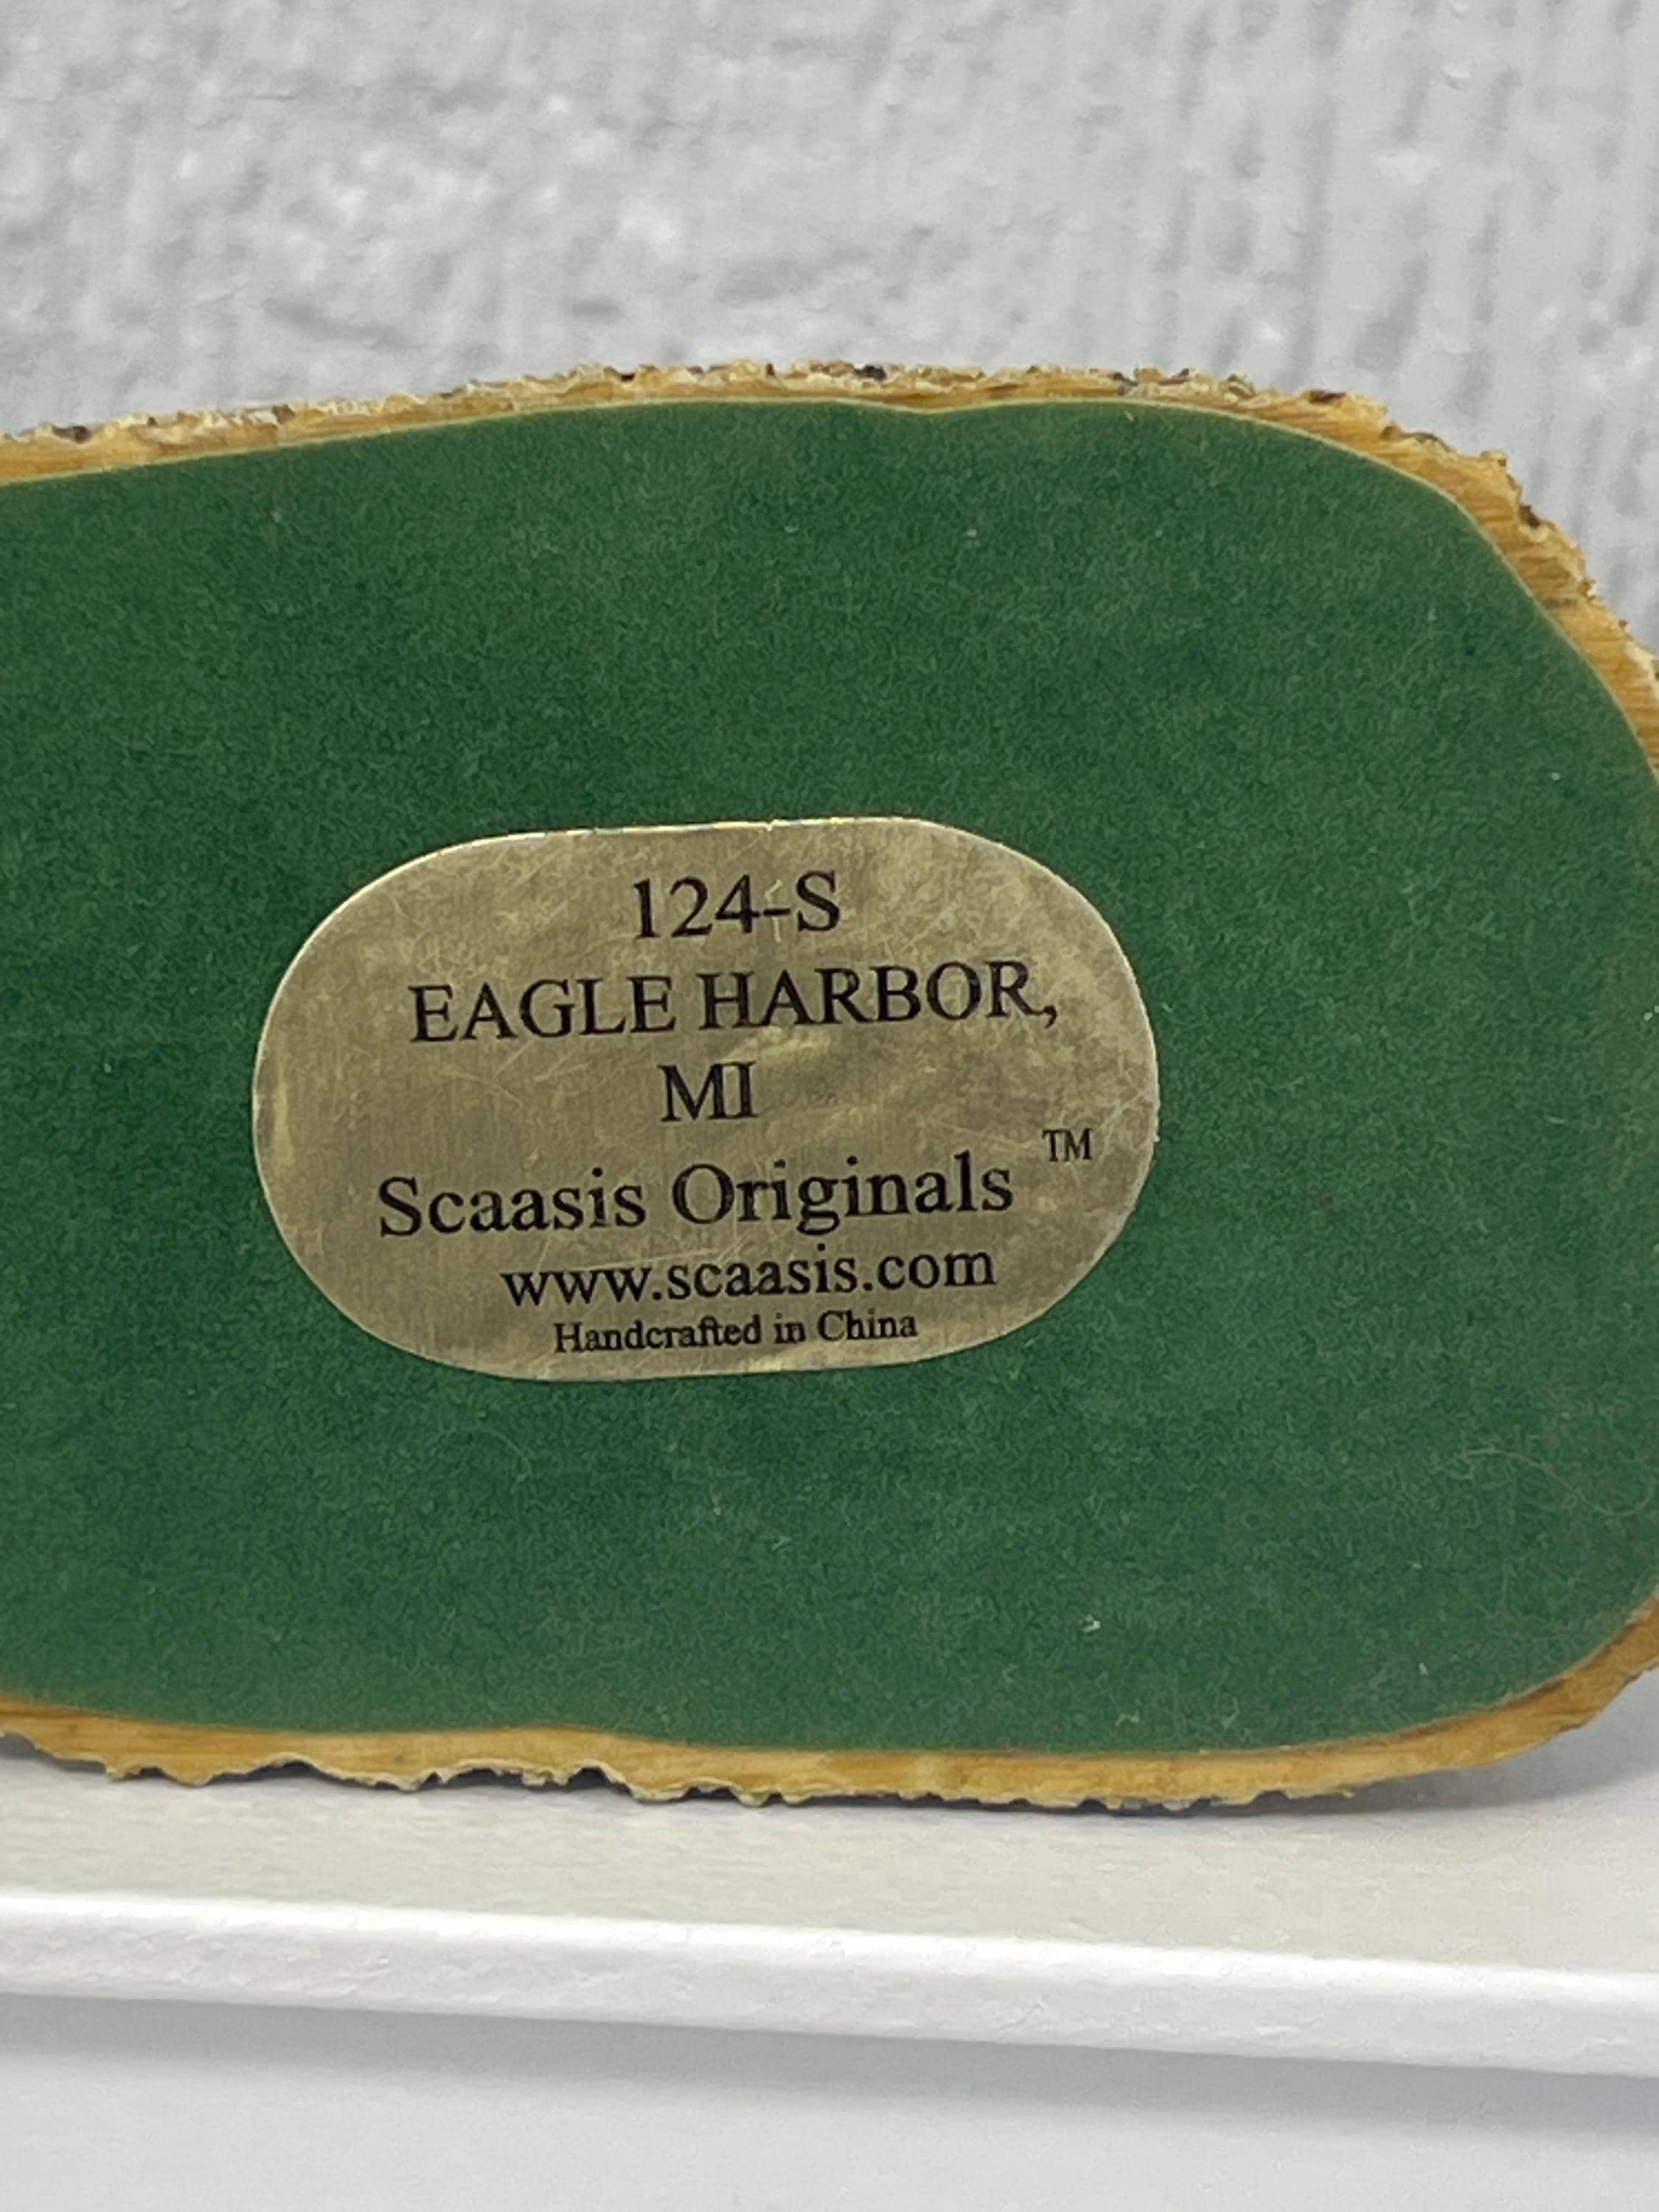 124-S
EAGLE HARBOR,
MI
Scaasis Originals ™
www.scaasis.com
Handcrafted in China